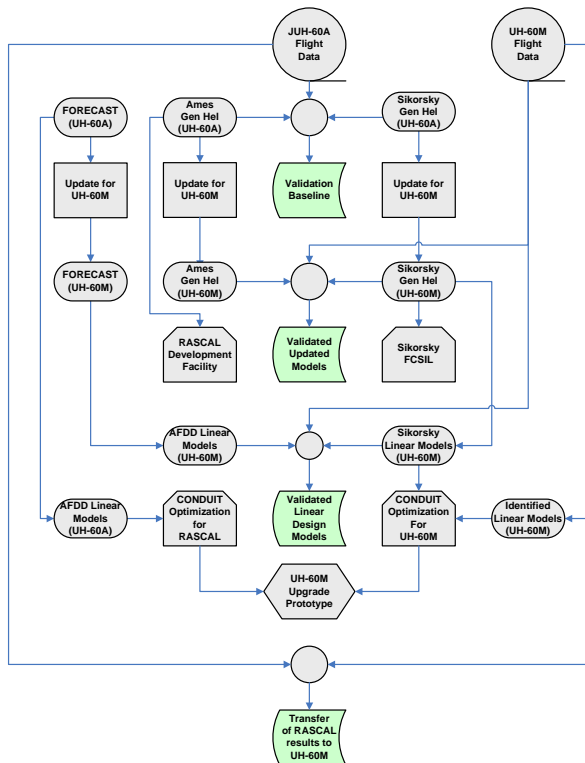 JUH-60A
Flight
Data
UH-60M
Flight
Data
FORECAST
(UH-60A)
Ames
Gen Hel
(UH-60A)
Sikorsky
Gen Hel
(UH-60A)
Update for
UH-60M
Update for
UH-60M
Validation
Baseline
Update for
UH-60M
FORECAST
(UH-60M)
Ames
Gen Hel
(UH-60M)
Sikorsky
Gen Hel
(UH-60M)
RASCAL
Development
Facility
Validated
Updated
Models
Sikorsky
FCSIL
AFDD Linear
Models
(UH-60M)
Sikorsky
Linear Models
(UH-60M)
AFDD Linear
Models
(UH-60A)
CONDUIT
Optimization
for
RASCAL
Validated
Linear
Design
Models
CONDUIT
Optimization
For
UH-60M
Identified
Linear Models
(UH-60M)
UH-60M
Upgrade
Prototype
Transfer
of RASCAL
results to
UH-60M